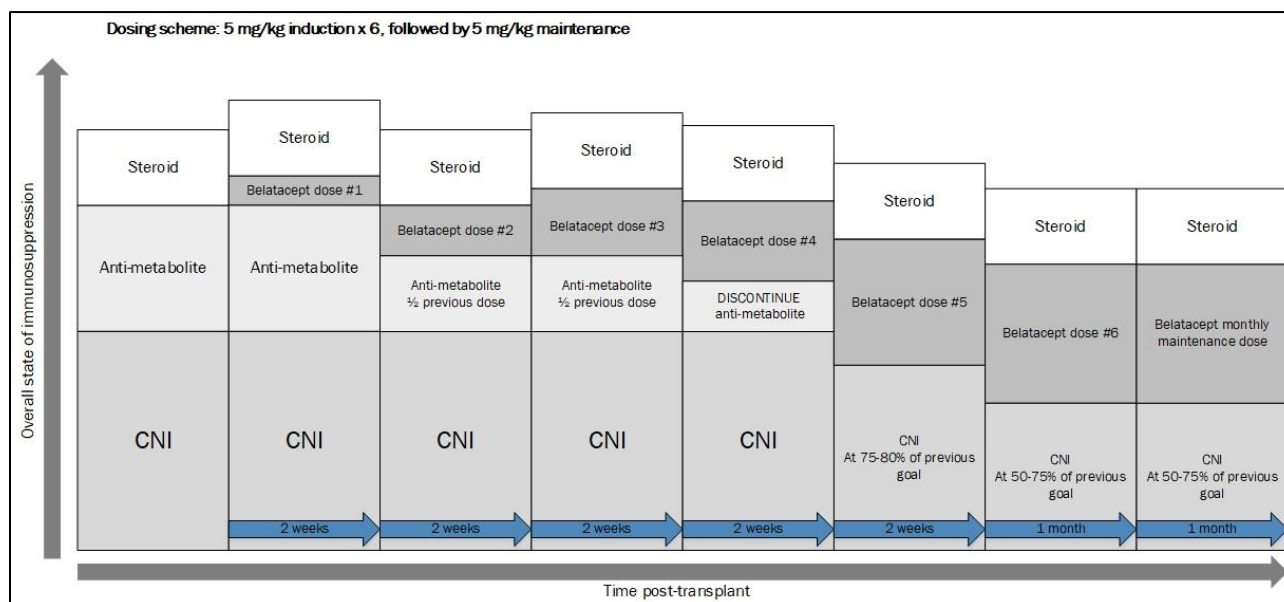 Dosing scheme: 5 mg/kg induction x 6, followed by 5 mg/kg maintenance
Overall state of immunosuppression
Steroid
Anti-metabolite
CNI
Steroid
Belatacept dose #1
Anti-metabolite
CNI
2 weeks
Steroid
Belatacept dose #2
Anti-metabolite
½ previous dose
CNI
2 weeks
Steroid
Belatacept dose #3
Anti-metabolite
½ previous dose
CNI
2 weeks
Steroid
Belatacept dose #4
DISCONTINUE
anti-metabolite
CNI
2 weeks
Steroid
Belatacept dose #5
CNI
At 75-80% of previous
goal
2 weeks
Steroid
Belatacept dose #6
CNI
At 50-75% of previous
goal
1 month
Steroid
Belatacept monthly
maintenance dose
CNI
At 50-75% of previous
goal
1 month
Time post-transplant